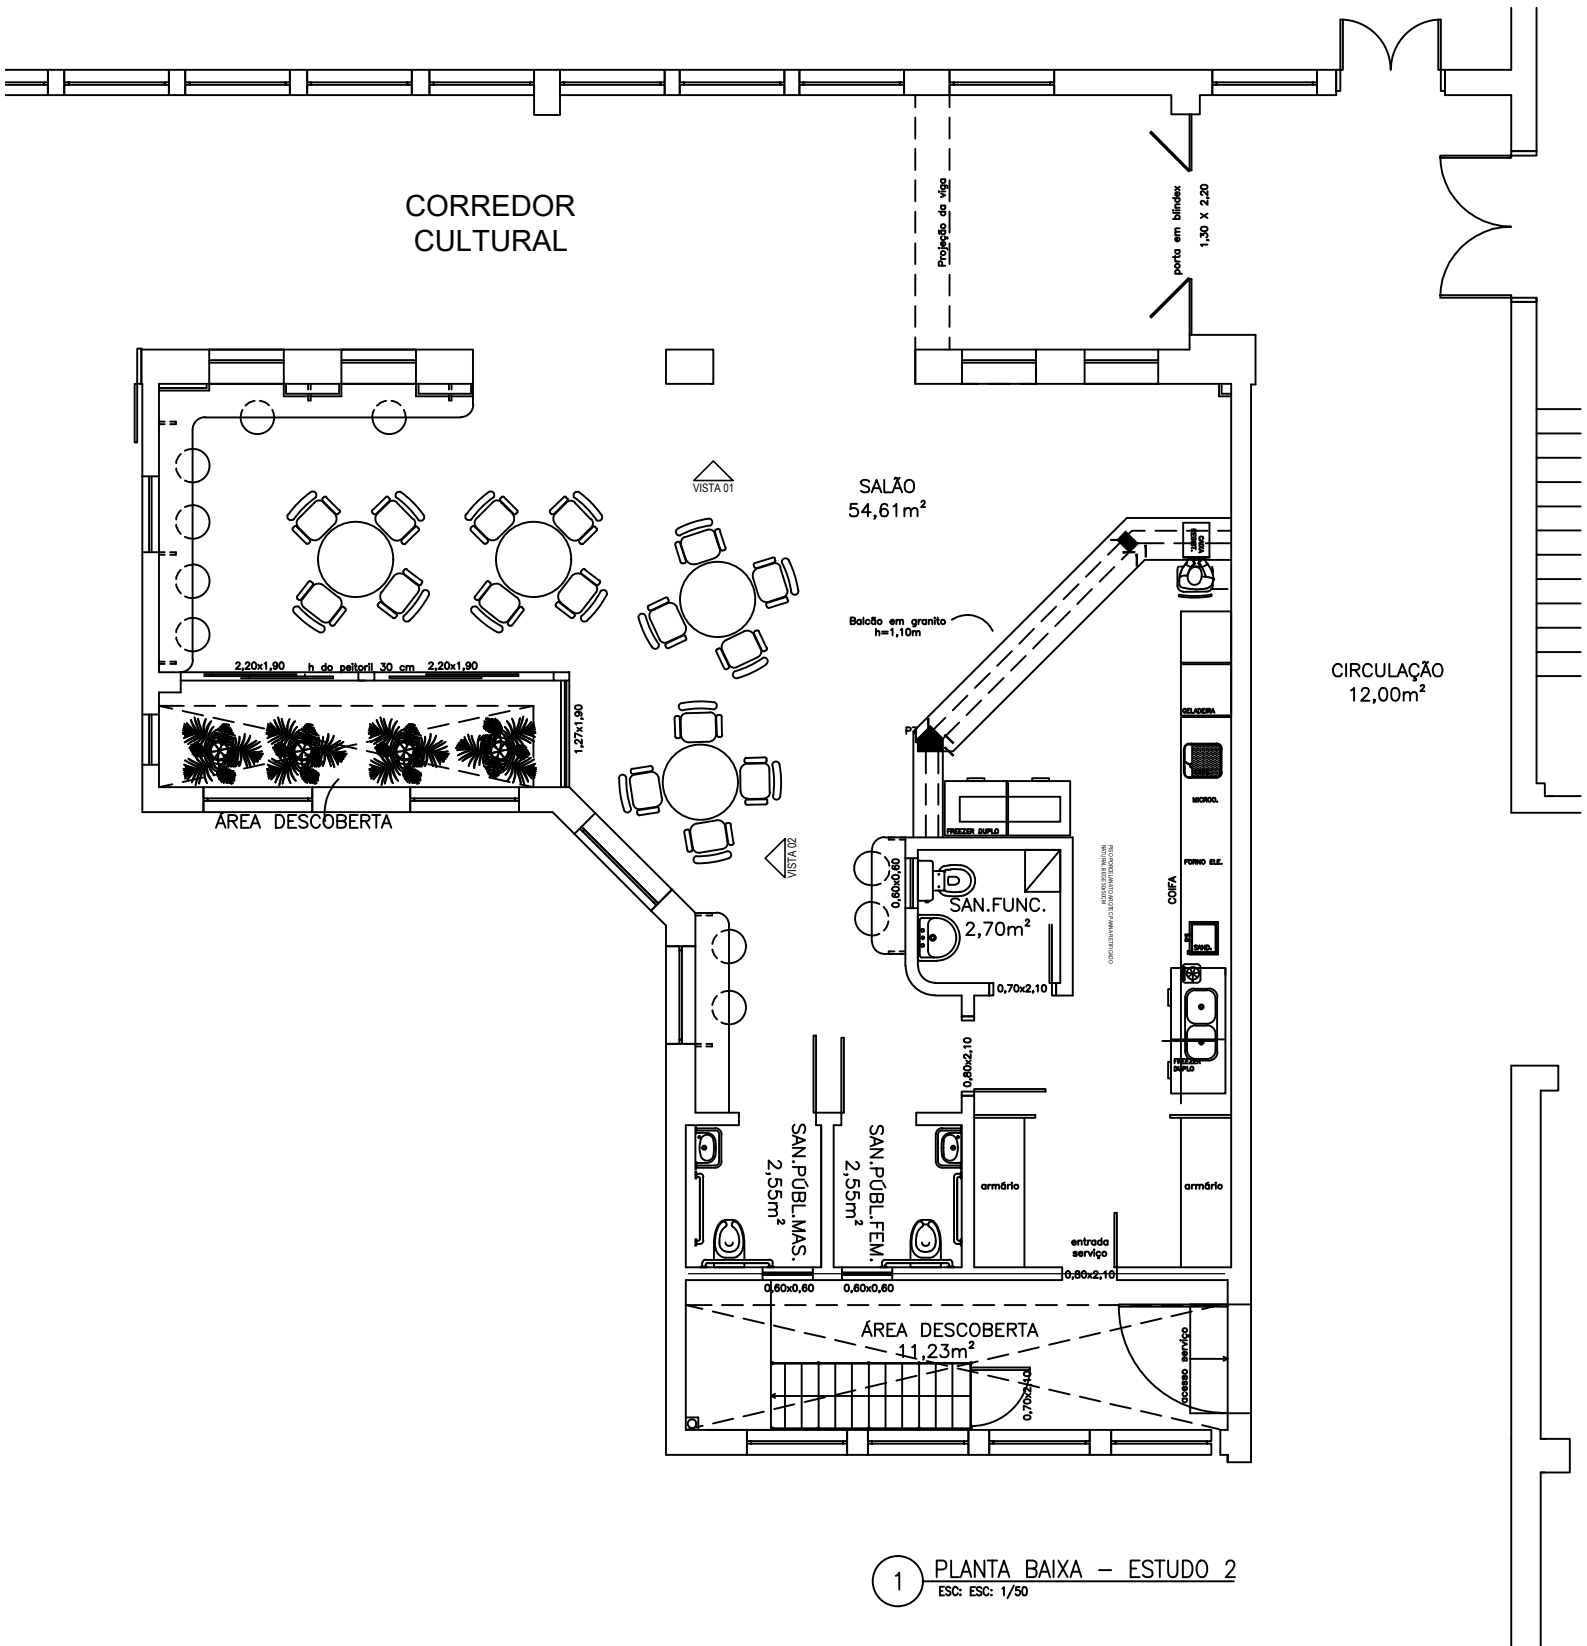 CORREDOR
CULTURAL
Projeção da viga
porta em blindex
1,30 X 2,20
VISTA 01
SALÃO
54,61m²
CAIXA
REGIST.
Balcão em granito
h=1,10m
CIRCULAÇÃO
12,00m²
2,20x1,90
h do peitoril 30 cm
2,20x1,90
1,27x1,90
GELADEIRA
MICROO.
ÁREA DESCOBERTA
FREEZER DUPLO
VISTA 02
0,60x0,60
FORNO ELE.
COIFA
SAN.FUNC.
2,70m²
SAND.
0,70x2,10
0,80x2,10
FREEZER
DUPLO
SAN.PÚBL.MAS.
2,55m²
SAN.PÚBL.FEM.
2,55m²
armário
armário
entrada
serviço
0,80x2,10
0,60x0,60
0,60x0,60
ÁREA DESCOBERTA
11,23m²
acesso serviço
0,70x2,10
1
PLANTA BAIXA – ESTUDO 2
ESC: ESC: 1/50